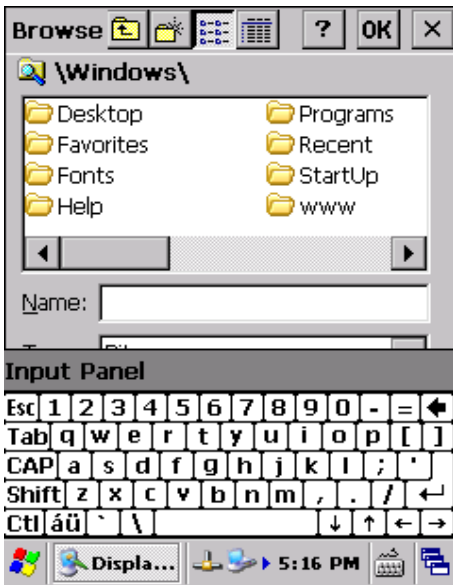 Browse ? OK ×
\Windows\
Desktop Programs
Favorites Recent
Fonts StartUp
Help www
Name:
Input Panel
Esc 1 2 3 4 5 6 7 8 9 0 - =
Tab q w e r t y u i o p [ ]
CAP a s d f g h j k l ; '
Shift z x c v b n m , . /
Ctl áü ` \ ↓ ↑ ← →
Displa... 5:16 PM